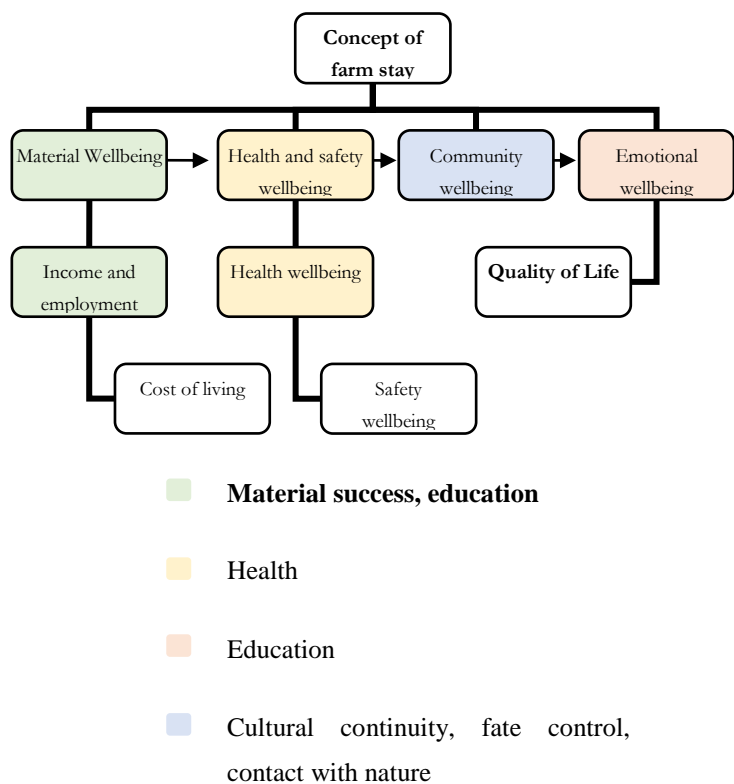 Concept of
farm stay
Material Wellbeing
Health and safety
wellbeing
Community
wellbeing
Emotional
wellbeing
Income and
employment
Health wellbeing
Quality of Life
Cost of living
Safety
wellbeing
Material success, education
Health
Education
Cultural continuity, fate control,
contact with nature